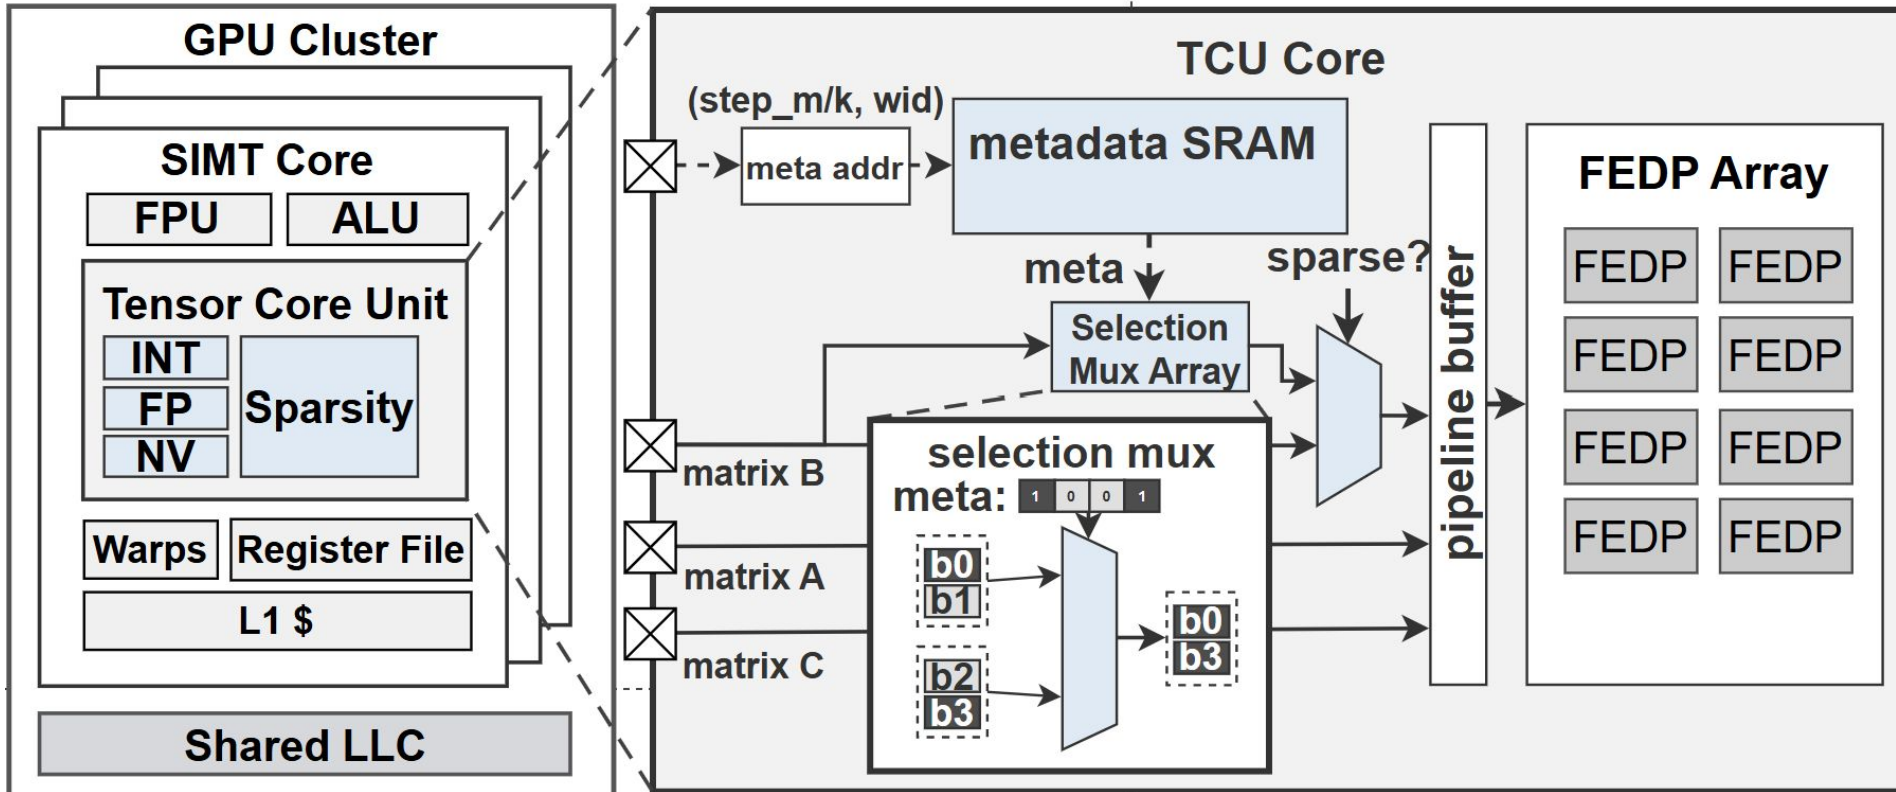 GPU Cluster
SIMT Core
FPU
ALU
Tensor Core Unit
INT
FP
NV
Sparsity
Warps
Register File
L1 $
Shared LLC
TCU Core
(step_m/k, wid)
meta addr
metadata SRAM
meta
sparse?
Selection
Mux Array
matrix B
matrix A
matrix C
selection mux
meta:
1 0 0 1
b0
b1
b2
b3
b0
b3
pipeline buffer
FEDP Array
FEDP FEDP
FEDP FEDP
FEDP FEDP
FEDP FEDP